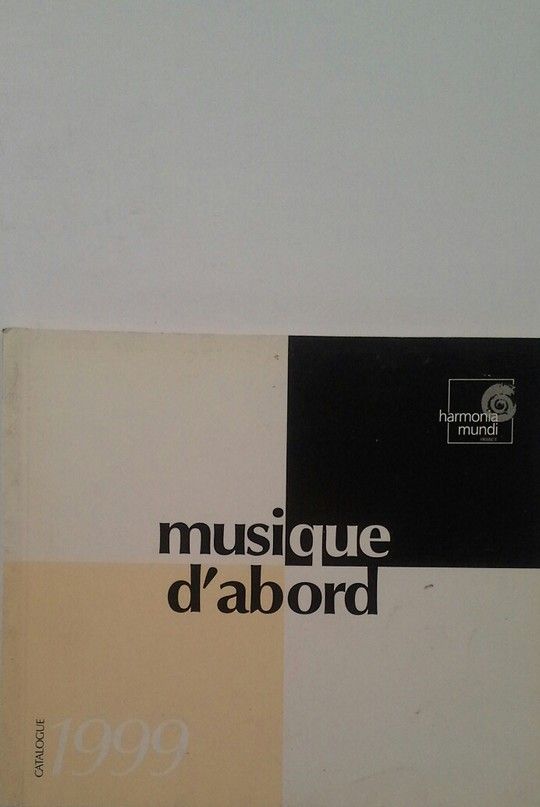 harmonia
mundi
musique
d'abord
CATALOGUE
1999